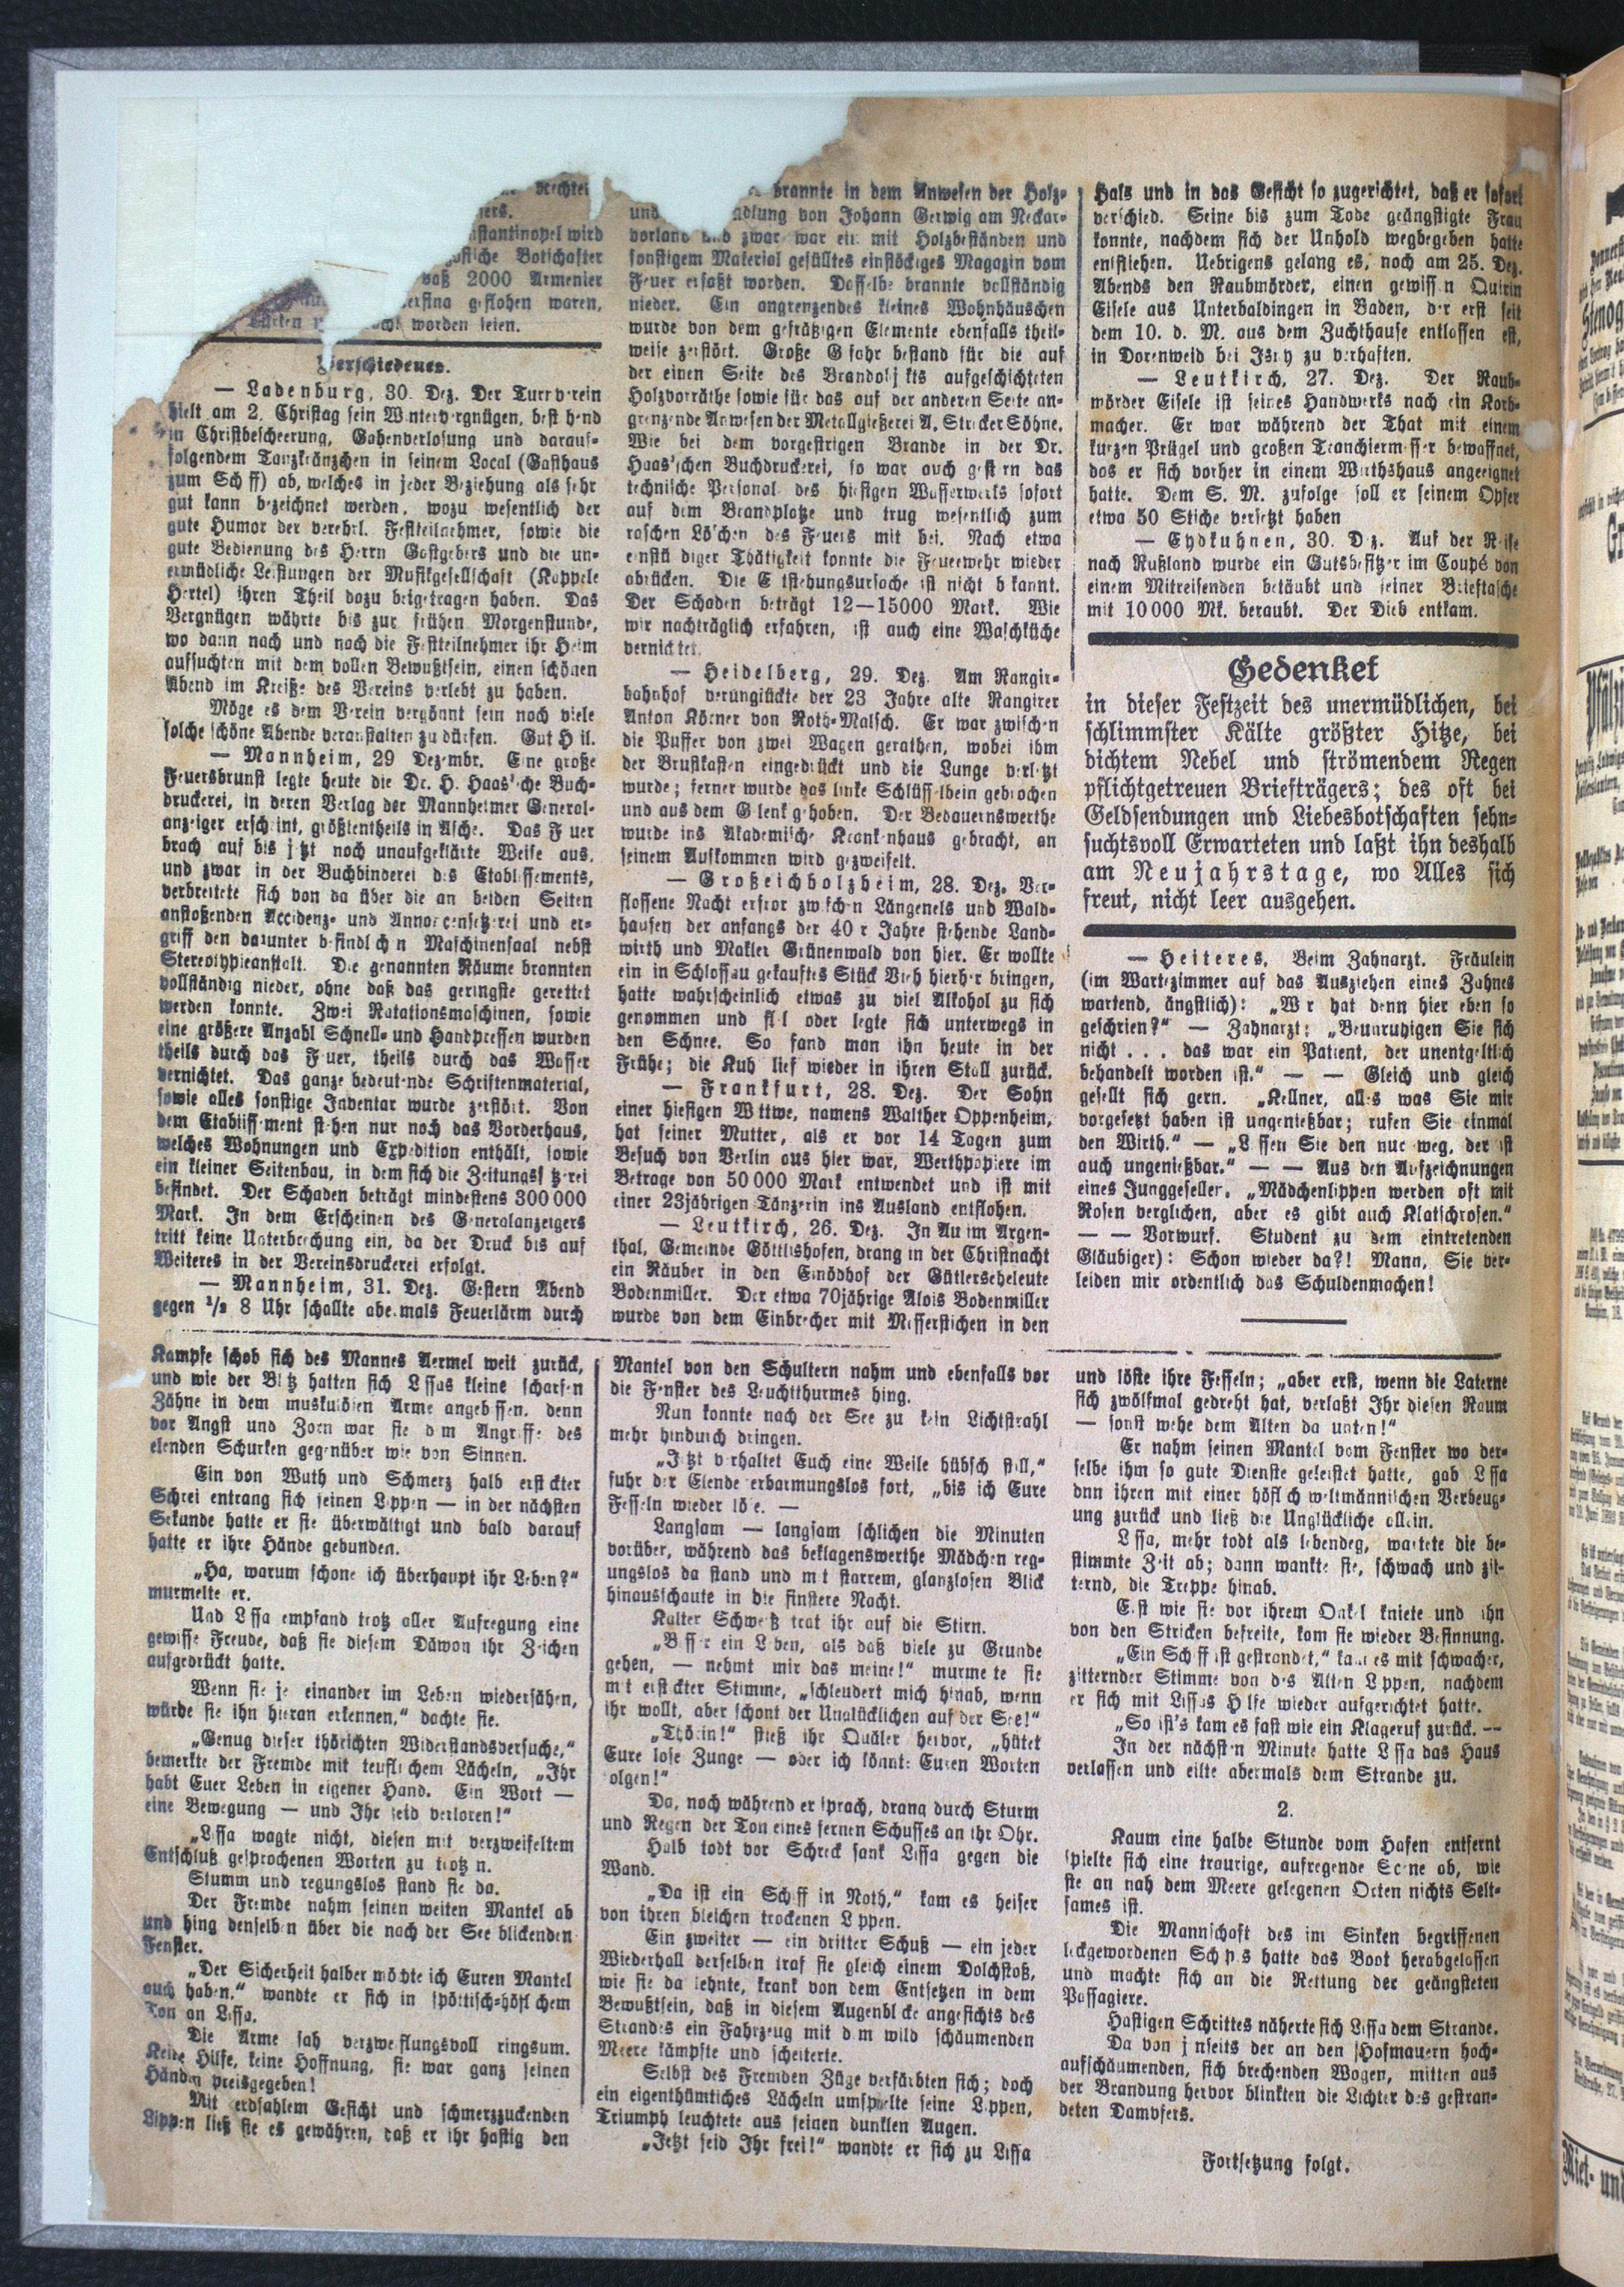 Rechtei
ners.
nstantinopel wird
zösische Botschafter
daß 2000 Armenier
ersina geflohen waren,
Türken worden seien.
Verschiedenes.
— Ladenburg, 30. Dez. Der Turnverein
hielt am 2. Christtag sein Wintervergnügen, bestehend
in Christbescheerung, Gabenverlosung und darauf-
folgendem Tanzkränzchen in seinem Local (Gasthaus
zum Schiff) ab, welches in jeder Beziehung als sehr
gut kann bezeichnet werden, wozu wesentlich der
gute Humor der verehrl. Festteilnehmer, sowie die
gute Bedienung des Herrn Gastgebers und die un-
ermüdliche Leistungen der Musikgesellschaft (Kappele
Hertel) ihren Theil dazu beigetragen haben. Das
Vergnügen währte bis zur frühen Morgenstunde,
wo dann nach und nach die Festteilnehmer ihr Heim
aufsuchten mit dem vollen Bewußtsein, einen schönen
Abend im Kreiße des Vereins verlebt zu haben.
Möge es dem Verein vergönnt sein noch viele
solche schöne Abende veranstalten zu dürfen. Gut Heil.
— Mannheim, 29 Dezembr. Eine große
Feuersbrunst legte heute die Dr. H. Haas'sche Buch-
druckerei, in deren Verlag der Mannheimer General-
anzeiger erscheint, größtentheils in Asche. Das Feuer
brach auf bis jetzt noch unaufgeklärte Weise aus,
und zwar in der Buchbinderei des Etablissements,
verbreitete sich von da über die an beiden Seiten
anstoßenden Accidenz- und Annoncensetzerei und er-
griff den darunter befindlichen Maschinensaal nebst
Stereotypieanstalt. Die genannten Räume brannten
vollständig nieder, ohne daß das geringste gerettet
werden konnte. Zwei Rotationsmaschinen, sowie
eine größere Anzahl Schnell- und Handpressen wurden
theils durch das Feuer, theils durch das Wasser
vernichtet. Das ganze bedeutende Schriftenmaterial,
sowie alles sonstige Inventar wurde zerstört. Von
dem Etablissement stehen nur noch das Vorderhaus,
welches Wohnungen und Expedition enthält, sowie
ein kleiner Seitenbau, in dem sich die Zeitungssetzerei
befindet. Der Schaden beträgt mindestens 300 000
Mark. In dem Erscheinen des Generalanzeigers
tritt keine Unterbrechung ein, da der Druck bis auf
Weiteres in der Vereinsdruckerei erfolgt.
— Mannheim, 31. Dez. Gestern Abend
gegen ½ 8 Uhr schallte abermals Feuerlärm durch
brannte in dem Anwesen der Holz-
und dlung von Johann Gerwig am Neckar-
vorland und zwar war ein mit Holzbeständen und
sonstigem Material gefülltes einstöckiges Magazin vom
Feuer erfaßt worden. Dasselbe brannte vollständig
nieder. Ein angrenzendes kleines Wohnhäuschen
wurde von dem gefräßigen Elemente ebenfalls theil-
weise zerstört. Große Gefahr bestand für die auf
der einen Seite des Brandobjekts aufgeschichteten
Holzvorräthe sowie für das auf der anderen Seite an-
grenzende Anwesen der Metallgießerei A. Stricker Söhne.
Wie bei dem vorgestrigen Brande in der Dr.
Haas'schen Buchdruckerei, so war auch gestern das
technische Personal des hiesigen Wasserwerks sofort
auf dem Brandplatze und trug wesentlich zum
raschen Löschen des Feuers mit bei. Nach etwa
einstündiger Thätigkeit konnte die Feuerwehr wieder
abrücken. Die Entstehungsursache ist nicht bekannt.
Der Schaden beträgt 12—15000 Mark. Wie
wir nachträglich erfahren, ist auch eine Waschküche
vernichtet.
— Heidelberg, 29. Dez. Am Rangir-
bahnhof verunglückte der 23 Jahre alte Rangirer
Anton Körner von Roth-Malsch. Er war zwischen
die Puffer von zwei Wagen gerathen, wobei ihm
der Brustkasten eingedrückt und die Lunge verletzt
wurde; ferner wurde das linke Schlüsselbein gebrochen
und aus dem Gelenk gehoben. Der Bedauernswerthe
wurde ins Akademische Krankenhaus gebracht, an
seinem Aufkommen wird gezweifelt.
— Großeichholzheim, 28. Dez. Ver-
flossene Nacht erfror zwischen Längenels und Wald-
hausen der anfangs der 40er Jahre stehende Land-
wirth und Makler Grünenwald von hier. Er wollte
ein in Schlossau gekauftes Stück Vieh hierher bringen,
hatte wahrscheinlich etwas zu viel Alkohol zu sich
genommen und fiel oder legte sich unterwegs in
den Schnee. So fand man ihn heute in der
Frühe; die Kuh lief wieder in ihren Stall zurück.
— Frankfurt, 28. Dez. Der Sohn
einer hiesigen Wittwe, namens Walther Oppenheim,
hat seiner Mutter, als er vor 14 Tagen zum
Besuch von Berlin aus hier war, Werthpapiere im
Betrage von 50 000 Mark entwendet und ist mit
einer 23jährigen Tänzerin ins Ausland entflohen.
— Leutkirch, 26. Dez. In Au im Argen-
thal, Gemeinde Göttlishofen, drang in der Christnacht
ein Räuber in den Einödhof der Gütlerseheleute
Bodenmiller. Der etwa 70jährige Alois Bodenmiller
wurde von dem Einbrecher mit Messerstichen in den
Hals und in das Gesicht so zugerichtet, daß er sofort
verschied. Seine bis zum Tode geängstigte Frau
konnte, nachdem sich der Unhold wegbegeben hatte
entfliehen. Uebrigens gelang es, noch am 25. Dez.
Abends den Raubmörder, einen gewissen Quirin
Eisele aus Unterbaldingen in Baden, der erst seit
dem 10. d. M. aus dem Zuchthause entlassen est,
in Dorenweid bei Isny zu verhaften.
— Leutkirch, 27. Dez. Der Raub-
mörder Eisele ist seines Handwerks nach ein Korb-
macher. Er war während der That mit einem
kurzen Prügel und großen Tranchiermesser bewaffnet,
das er sich vorher in einem Wirthshaus angeeignet
hatte. Dem S. M. zufolge soll er seinem Opfer
etwa 50 Stiche versetzt haben
— Eydkuhnen, 30. Dez. Auf der Reise
nach Rußland wurde ein Gutsbesitzer im Coupé von
einem Mitreisenden betäubt und seiner Brieftasche
mit 10 000 Mk. beraubt. Der Dieb entkam.
Gedenket
in dieser Festzeit des unermüdlichen, bei
schlimmster Kälte größter Hitze, bei
dichtem Nebel und strömendem Regen
pflichtgetreuen Briefträgers; des oft bei
Geldsendungen und Liebesbotschaften sehn-
suchtsvoll Erwarteten und laßt ihn deshalb
am Neujahrstage, wo Alles sich
freut, nicht leer ausgehen.
— Heiteres. Beim Zahnarzt. Fräulein
(im Wartezimmer auf das Ausziehen eines Zahnes
wartend, ängstlich): „Wer hat denn hier eben so
geschrien?“ — Zahnarzt: „Beunruhigen Sie sich
nicht . . . das war ein Patient, der unentgeltlich
behandelt worden ist.“ — — Gleich und gleich
gesellt sich gern. „Kellner, alles was Sie mir
vorgesetzt haben ist ungenießbar; rufen Sie einmal
den Wirth.“ — „Lassen Sie den nur weg, der ist
auch ungenießbar.“ — — Aus den Aufzeichnungen
eines Junggesellen. „Mädchenlippen werden oft mit
Rosen verglichen, aber es gibt auch Klatschrosen.“
— — Vorwurf. Student zu dem eintretenden
Gläubiger): Schon wieder da?! Mann, Sie ver-
leiden mir ordentlich das Schuldenmachen!
Kampfe schob sich des Mannes Aermel weit zurück,
und wie der Blitz hatten sich Lissas kleine scharfen
Zähne in dem muskulösen Arme angebissen, denn
vor Angst und Zorn war sie dem Angriffe des
elenden Schurken gegenüber wie von Sinnen.
Ein von Wuth und Schmerz halb erstickter
Schrei entrang sich seinen Lippen — in der nächsten
Sekunde hatte er sie überwältigt und bald darauf
hatte er ihre Hände gebunden.
„Ha, warum schone ich überhaupt ihr Leben?“
murmelte er.
Und Lissa empfand trotz aller Aufregung eine
gewisse Freude, daß sie diesem Däwon ihr Zeichen
aufgedrückt hatte.
Wenn sie je einander im Leben wiedersähen,
würde sie ihn hieran erkennen,“ dachte sie.
„Genug dieser thörichten Widerstandsversuche,“
bemerkte der Fremde mit teuflischem Lächeln, „Ihr
habt Euer Leben in eigener Hand. Ein Wort —
eine Bewegung — und Ihr seid verloren!“
„Lissa wagte nicht, diesen mit verzweifeltem
Entschluß gesprochenen Worten zu trotzen.
Stumm und regungslos stand sie da.
Der Fremde nahm seinen weiten Mantel ab
und hing denselben über die nach der See blickenden
Fenster.
„Der Sicherheit halber möchte ich Euren Mantel
auch haben,“ wandte er sich in spöttisch-höflichem
Ton an Lissa.
Die Arme sah verzweiflungsvoll ringsum.
Keine Hilfe, keine Hoffnung, sie war ganz seinen
Händen preisgegeben!
Mit erdfahlem Gesicht und schmerzzuckenden
Lippen ließ sie es gewähren, daß er ihr hastig den
Mantel von den Schultern nahm und ebenfalls vor
die Fenster des Leuchtthurmes hing.
Nun konnte nach der See zu kein Lichtstrahl
mehr hindurch dringen.
„Jetzt verhaltet Euch eine Weile hübsch still,“
fuhr der Elende erbarmungslos fort, „bis ich Eure
Fesseln wieder löse. —
Langsam — langsam schlichen die Minuten
vorüber, während das beklagenswerthe Mädchen reg-
ungslos da stand und mit starrem, glanzlosen Blick
hinausschaute in die finstere Nacht.
Kalter Schweiß trat ihr auf die Stirn.
„Besser ein Leben, als daß viele zu Grunde
gehen, — nehmt mir das meine!“ murmelte sie
mit erstickter Stimme, „schleudert mich hinab, wenn
ihr wollt, aber schont der Unglücklichen auf der See!“
„Thörin!“ stieß ihr Quäler hervor, „hütet
Eure lose Zunge — oder ich könnte Euren Worten
olgen!“
Da, noch während er sprach, drang durch Sturm
und Regen der Ton eines fernen Schusses an ihr Ohr.
Halb todt vor Schreck sank Lissa gegen die
Wand.
„Da ist ein Schiff in Noth,“ kam es heiser
von ihren bleichen trockenen Lippen.
Ein zweiter — ein dritter Schuß — ein jeder
Wiederhall derselben traf sie gleich einem Dolchstoß,
wie sie da lehnte, krank von dem Entsetzen in dem
Bewußtsein, daß in diesem Augenblicke angesichts des
Strandes ein Fahrzeug mit dem wild schäumenden
Meere kämpfte und scheiterte.
Selbst des Fremden Züge verfärbten sich; doch
ein eigenthümliches Lächeln umspielte seine Lippen,
Triumph leuchtete aus seinen dunklen Augen.
„Jetzt seid Ihr frei!“ wandte er sich zu Lissa
und löste ihre Fesseln; „aber erst, wenn die Laterne
sich zwölfmal gedreht hat, verlaßt Ihr diesen Raum
— sonst wehe dem Alten da unten!“
Er nahm seinen Mantel vom Fenster wo der-
selbe ihm so gute Dienste geleistet hatte, gab Lissa
dnn ihren mit einer höflich weltmännischen Verbeug-
ung zurück und ließ die Unglückliche allein.
Lissa, mehr todt als lebendeg, wartete die be-
stimmte Zeit ab; dann wankte sie, schwach und zit-
ternd, die Treppe hinab.
Erst wie sie vor ihrem Onkel kniete und ihn
von den Stricken befreite, kam sie wieder Besinnung.
„Ein Schiff ist gestrandet,“ kam es mit schwacher,
zitternder Stimme von des Alten Lippen, nachdem
er sich mit Lissas Hilfe wieder aufgerichtet hatte.
„So ist's kam es fast wie ein Klageruf zurück. —
In der nächsten Minute hatte Lissa das Haus
verlassen und eilte abermals dem Strande zu.
2.
Kaum eine halbe Stunde vom Hafen entfernt
spielte sich eine traurige, aufregende Scene ab, wie
sie an nah dem Meere gelegenen Orten nichts Selt-
sames ist.
Die Mannschaft des im Sinken begriffenen
leckgewordenen Schiffs hatte das Boot herabgelassen
und machte sich an die Rettung der geängsteten
Passagiere.
Hastigen Schrittes näherte sich Lissa dem Strande.
Da von jenseits der an den Hofmauern hoch-
aufschäumenden, sich brechenden Wogen, mitten aus
der Brandung hervor blinkten die Lichter des gestran-
deten Dampfers.
Fortsetzung folgt.